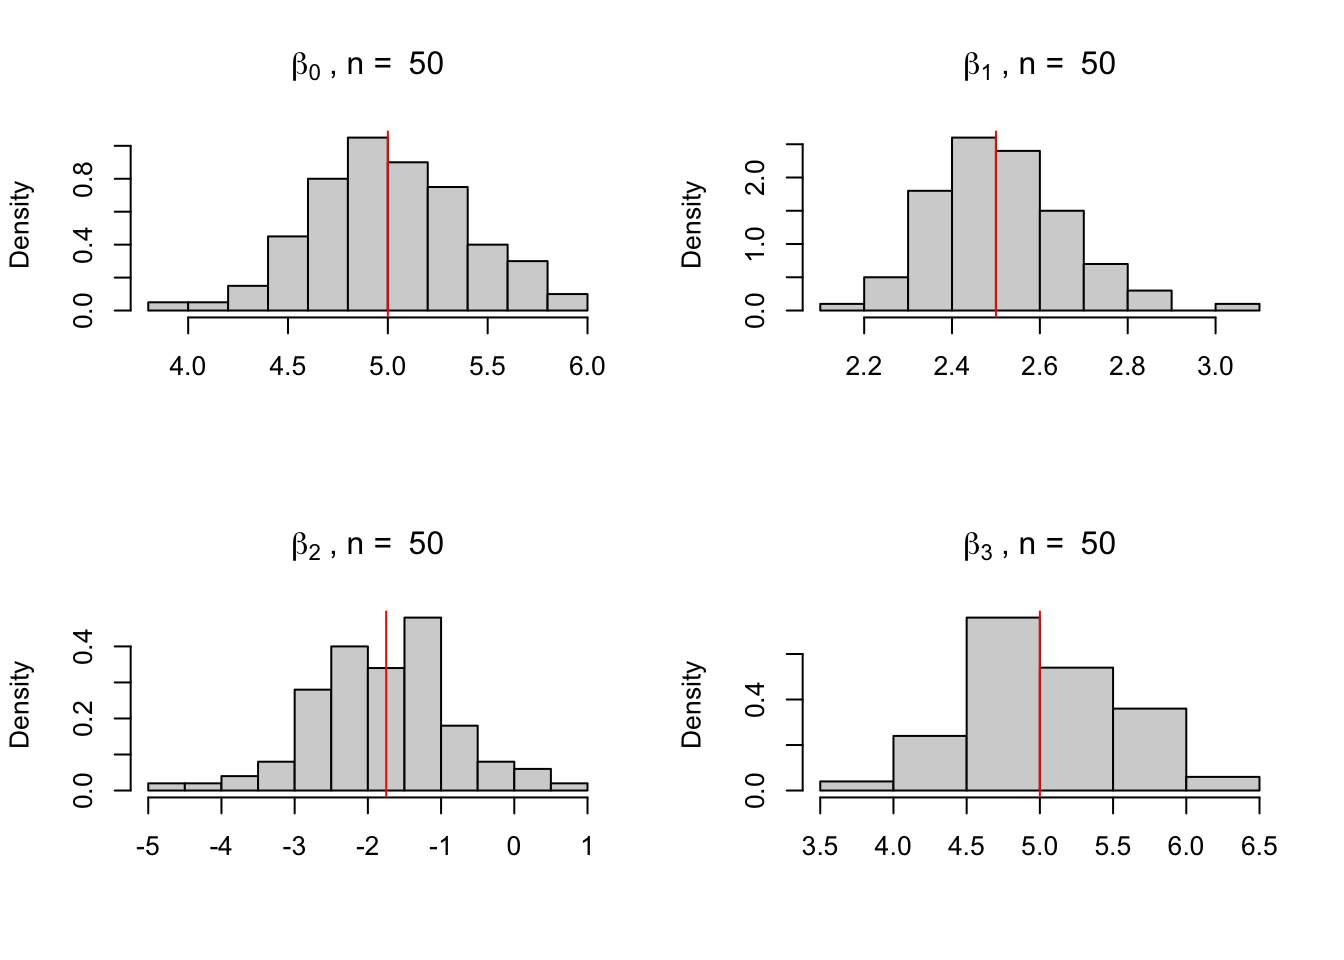 β0 , n = 50
Density
0.0 0.4 0.8
4.0 4.5 5.0 5.5 6.0
β1 , n = 50
Density
0.0 1.0 2.0
2.2 2.4 2.6 2.8 3.0
β2 , n = 50
Density
0.0 0.2 0.4
-5 -4 -3 -2 -1 0 1
β3 , n = 50
Density
0.0 0.4
3.5 4.0 4.5 5.0 5.5 6.0 6.5